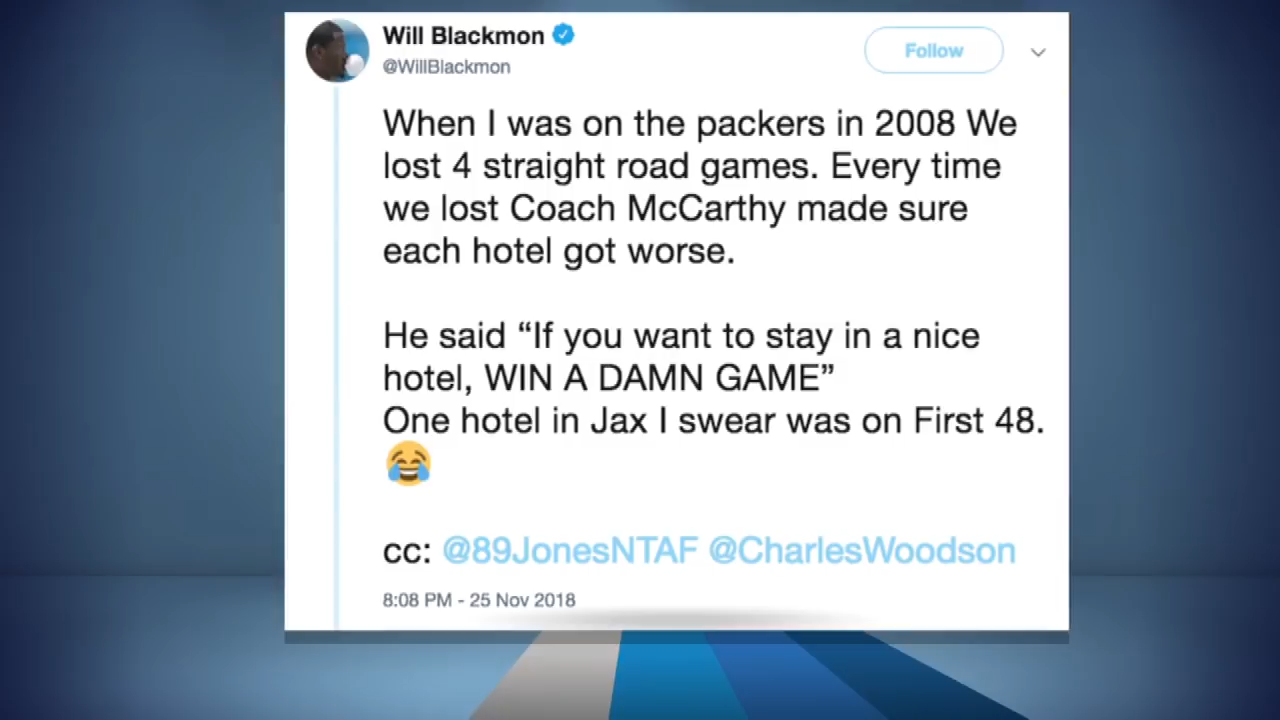 Will Blackmon
@WillBlackmon
Follow
When I was on the packers in 2008 We
lost 4 straight road games. Every time
we lost Coach McCarthy made sure
each hotel got worse.
He said “If you want to stay in a nice
hotel, WIN A DAMN GAME”
One hotel in Jax I swear was on First 48.
😂
cc: @89JonesNTAF @CharlesWoodson
8:08 PM - 25 Nov 2018